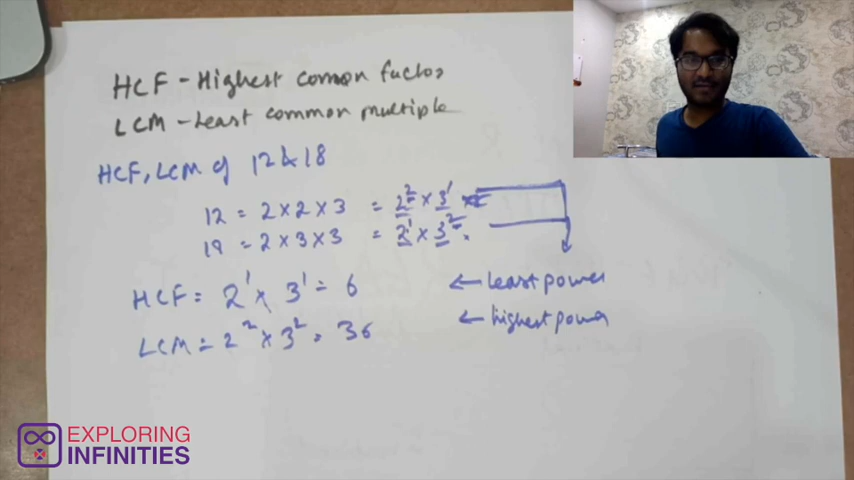 HCF - Highest common factor
LCM - Least common multiple
HCF, LCM of 12 & 18
12 = 2 × 2 × 3 = 2² × 3¹
18 = 2 × 3 × 3 = 2¹ × 3²
HCF = 2¹ × 3¹ = 6 ← least power
LCM = 2² × 3² = 36 ← highest power
EXPLORING
INFINITIES